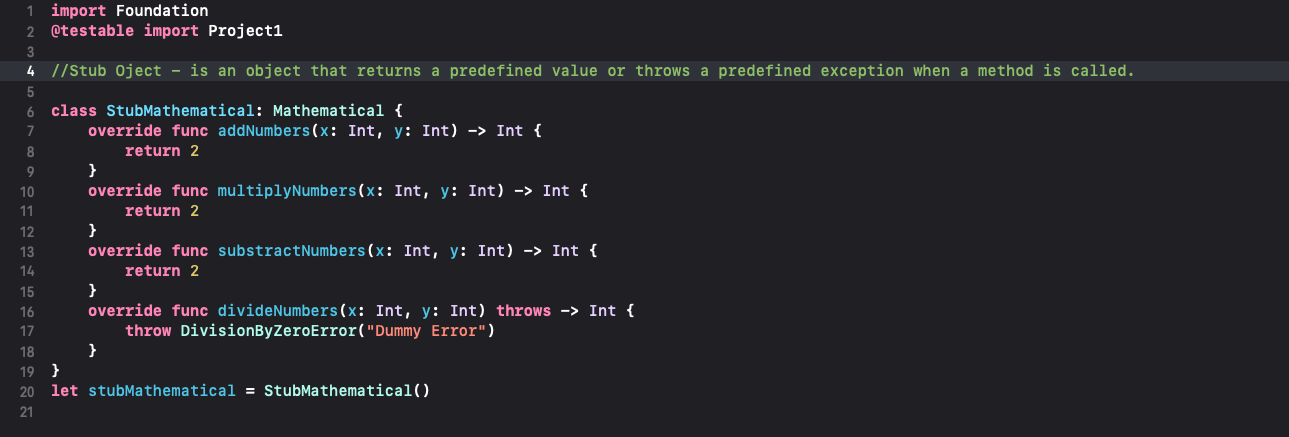 1 import Foundation
2 @testable import Project1
3
4 //Stub Oject – is an object that returns a predefined value or throws a predefined exception when a method is called.
5
6 class StubMathematical: Mathematical {
7     override func addNumbers(x: Int, y: Int) -> Int {
8         return 2
9     }
10     override func multiplyNumbers(x: Int, y: Int) -> Int {
11         return 2
12     }
13     override func substractNumbers(x: Int, y: Int) -> Int {
14         return 2
15     }
16     override func divideNumbers(x: Int, y: Int) throws -> Int {
17         throw DivisionByZeroError("Dummy Error")
18     }
19 }
20 let stubMathematical = StubMathematical()
21